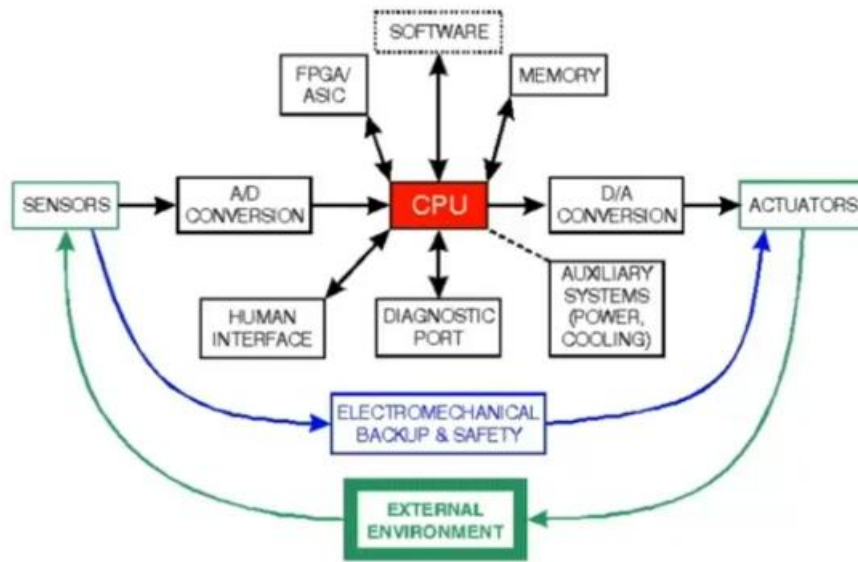 SOFTWARE
FPGA/
ASIC
MEMORY
SENSORS
A/D
CONVERSION
CPU
D/A
CONVERSION
ACTUATORS
HUMAN
INTERFACE
DIAGNOSTIC
PORT
AUXILIARY
SYSTEMS
(POWER,
COOLING)
ELECTROMECHANICAL
BACKUP & SAFETY
EXTERNAL
ENVIRONMENT